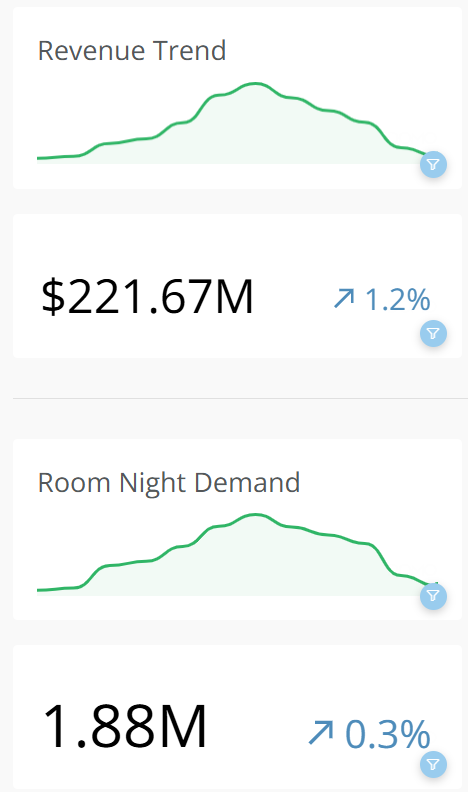 Revenue Trend
$221.67M
1.2%
Room Night Demand
1.88M
0.3%